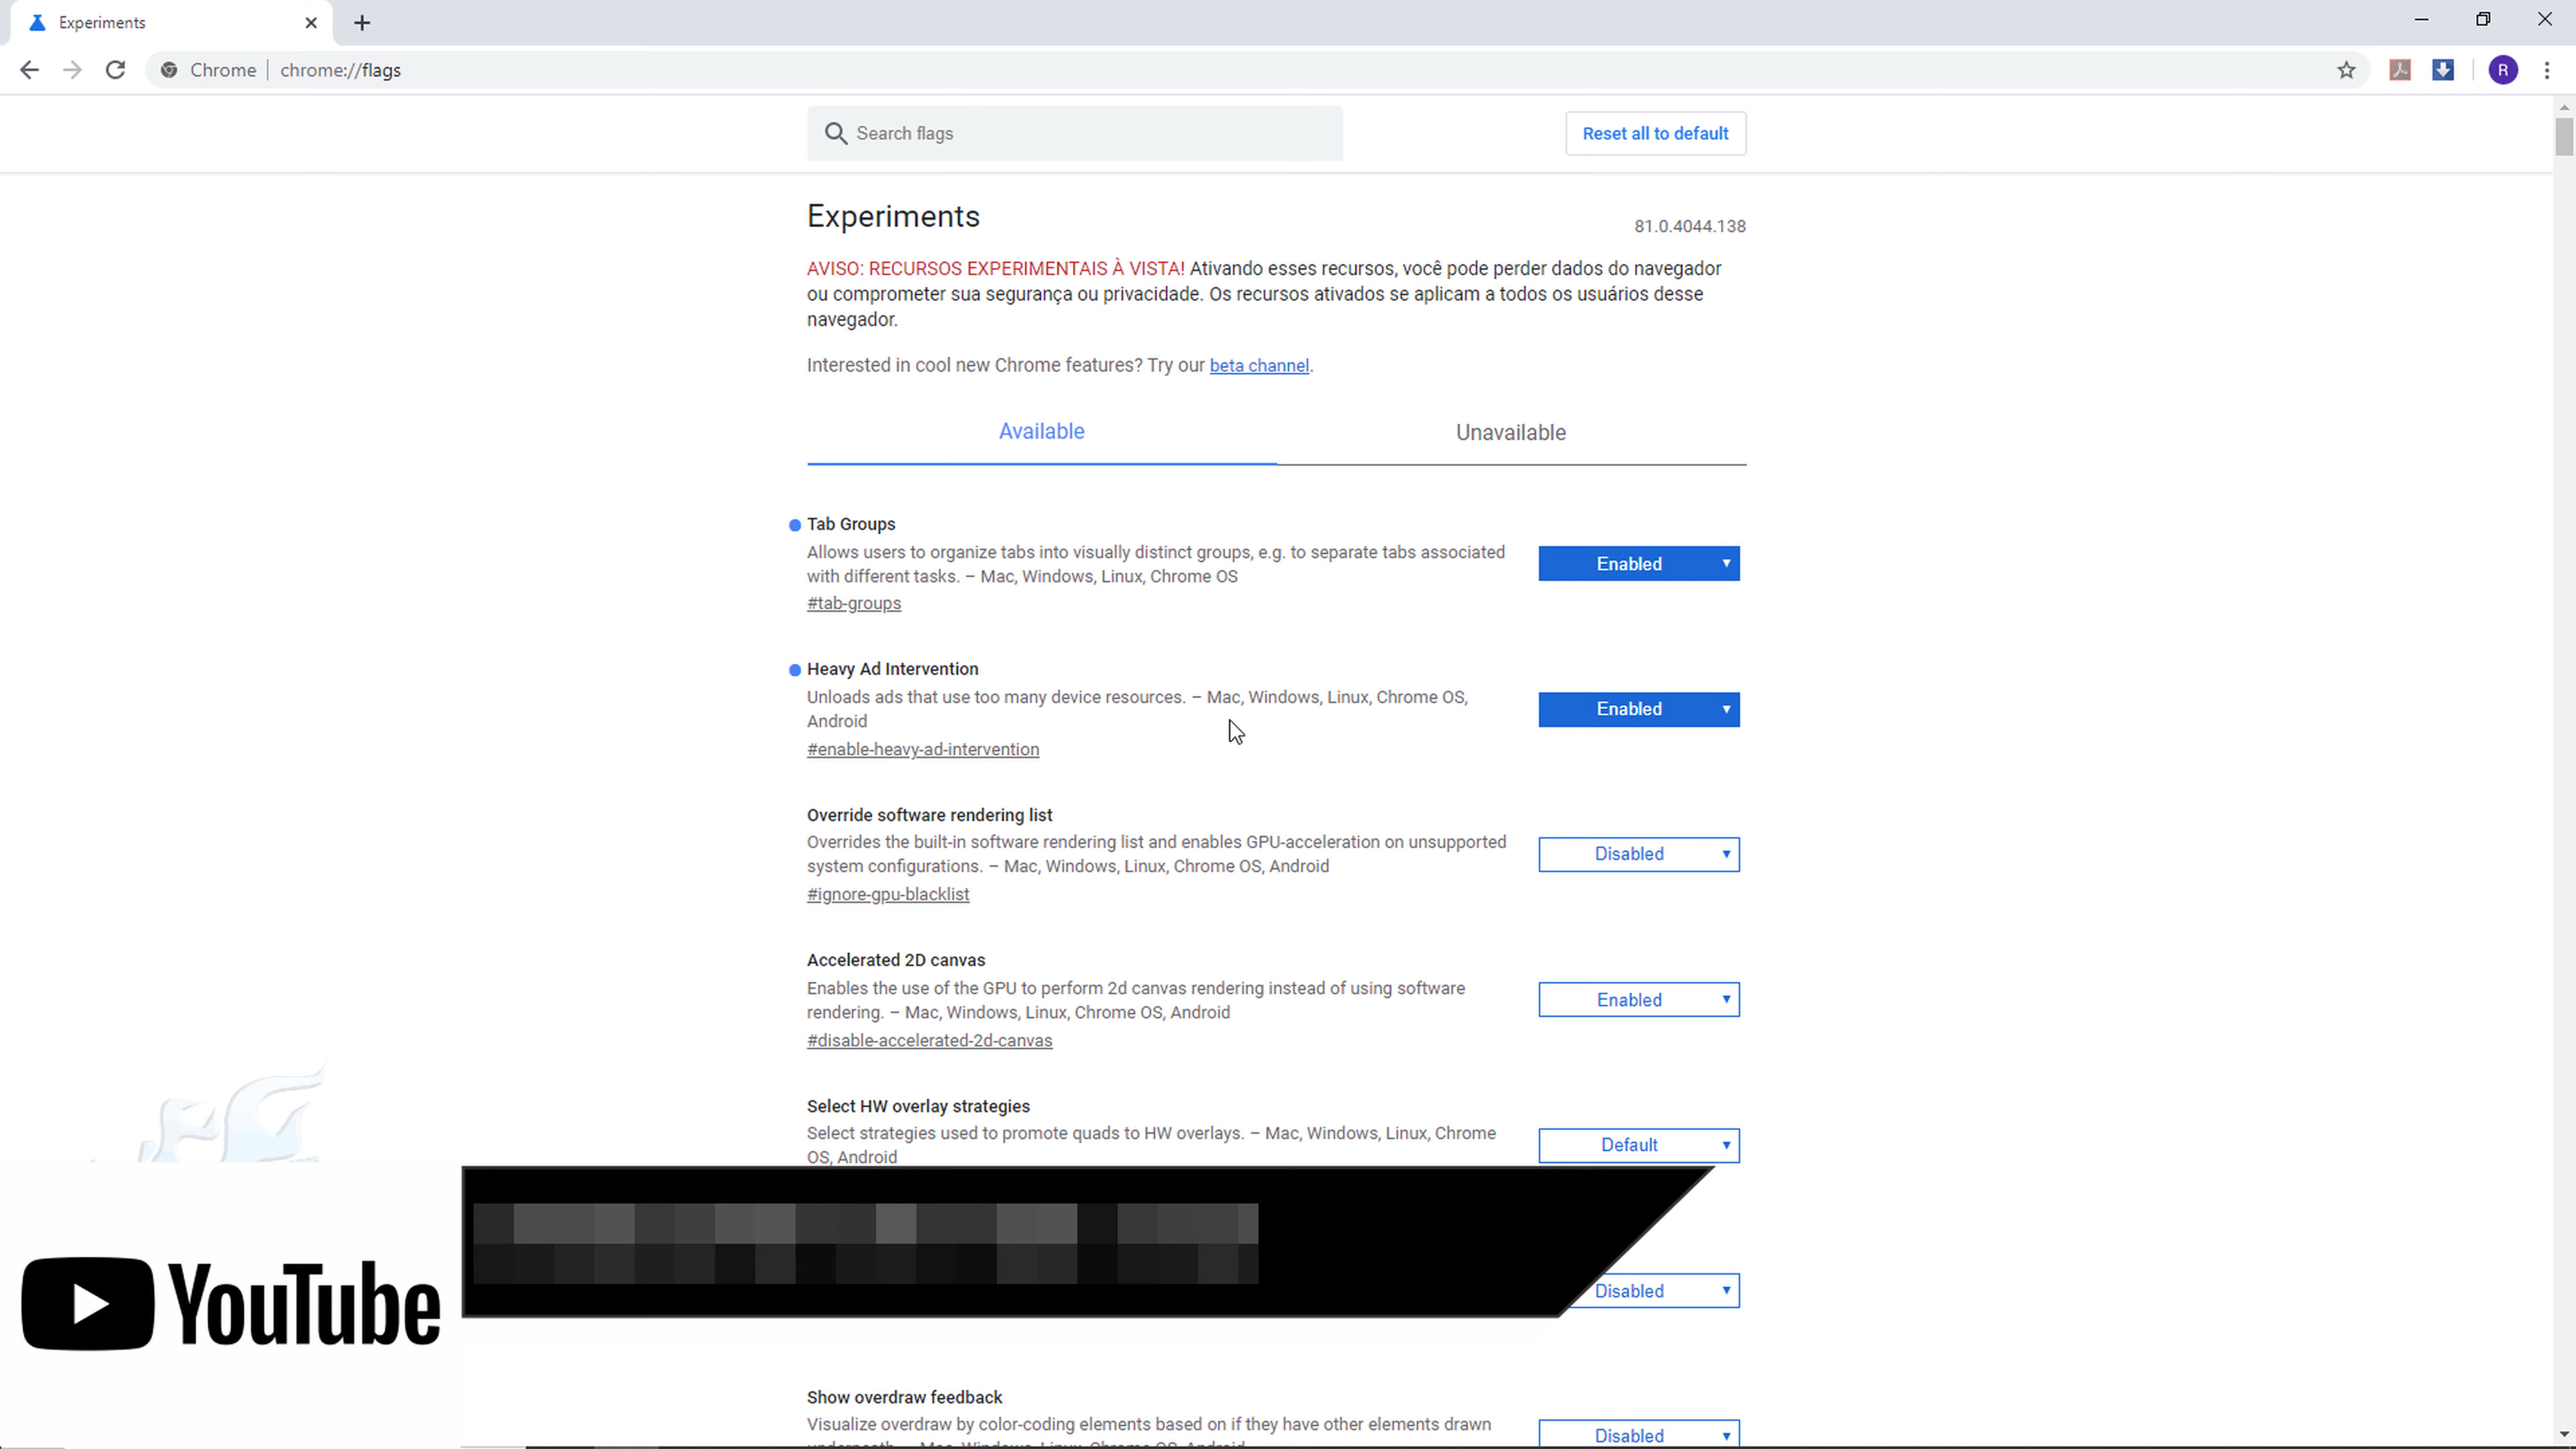 Experiments
Chrome
chrome://flags
R
Search flags
Reset all to default
Experiments
81.0.4044.138
AVISO: RECURSOS EXPERIMENTAIS À VISTA! Ativando esses recursos, você pode perder dados do navegador
ou comprometer sua segurança ou privacidade. Os recursos ativados se aplicam a todos os usuários desse
navegador.
Interested in cool new Chrome features? Try our beta channel.
Available
Unavailable
Tab Groups
Allows users to organize tabs into visually distinct groups, e.g. to separate tabs associated
with different tasks. – Mac, Windows, Linux, Chrome OS
#tab-groups
Enabled
Heavy Ad Intervention
Unloads ads that use too many device resources. – Mac, Windows, Linux, Chrome OS,
Android
#enable-heavy-ad-intervention
Enabled
Override software rendering list
Overrides the built-in software rendering list and enables GPU-acceleration on unsupported
system configurations. – Mac, Windows, Linux, Chrome OS, Android
#ignore-gpu-blacklist
Disabled
Accelerated 2D canvas
Enables the use of the GPU to perform 2d canvas rendering instead of using software
rendering. – Mac, Windows, Linux, Chrome OS, Android
#disable-accelerated-2d-canvas
Enabled
Select HW overlay strategies
Select strategies used to promote quads to HW overlays. – Mac, Windows, Linux, Chrome
OS, Android
Default
Disabled
YouTube
Show overdraw feedback
Visualize overdraw by color-coding elements based on if they have other elements drawn
Disabled